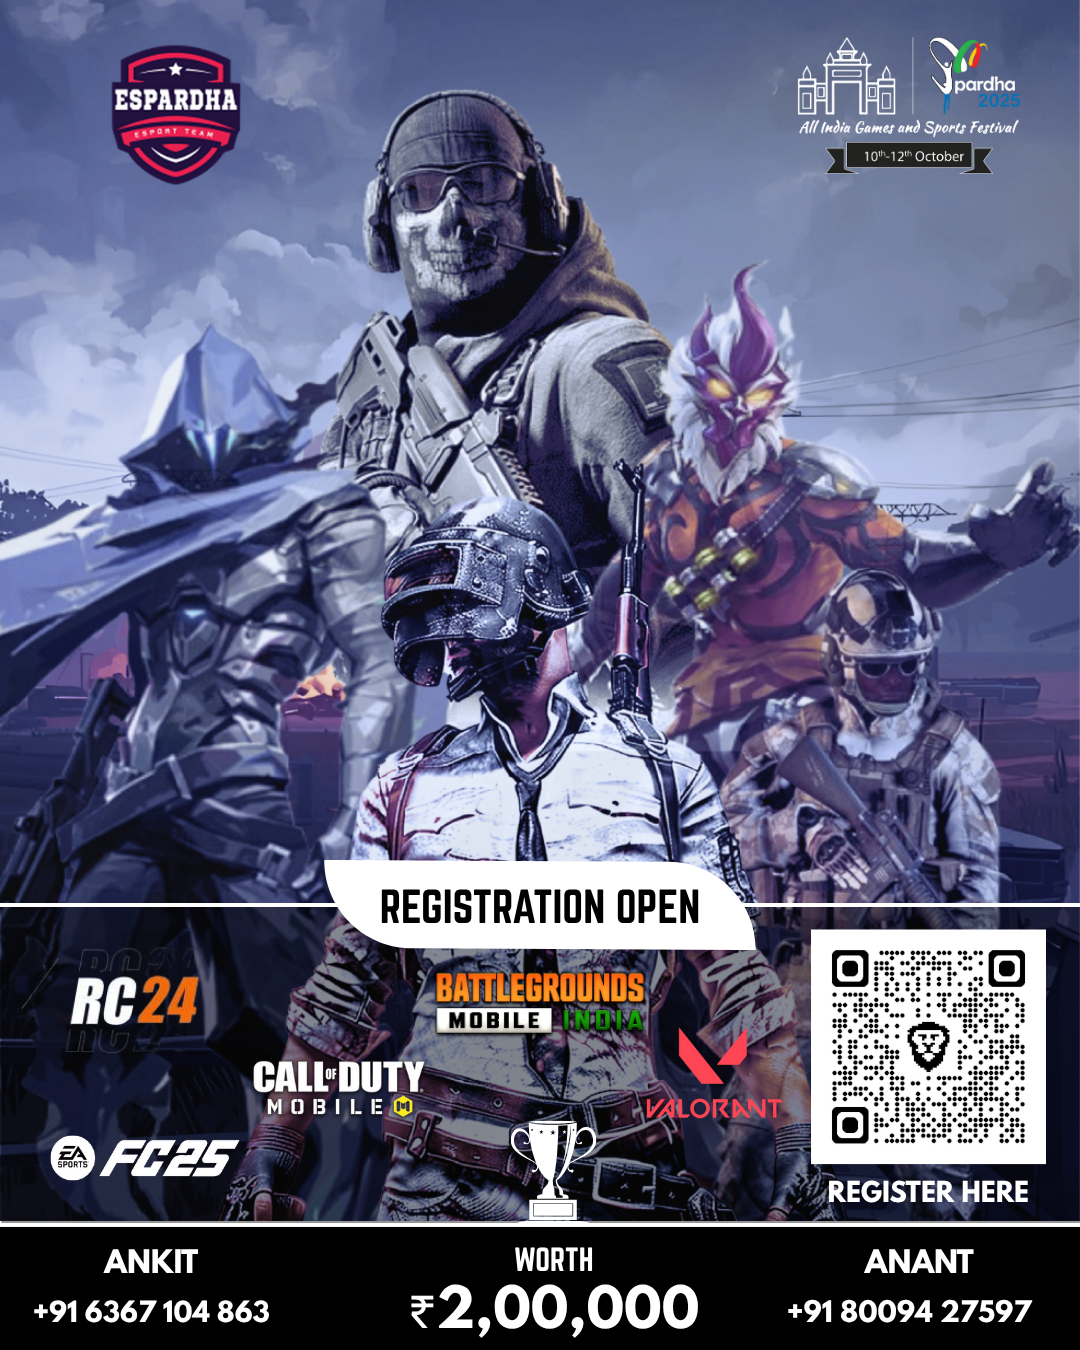 ESPARDHA
ESPORT TEAM
Spardha
2025
All India Games and Sports Festival
10th-12th October
REGISTRATION OPEN
RC24
BATTLEGROUNDS
MOBILE INDIA
CALL OF DUTY
MOBILE
VALORANT
EA
SPORTS
FC25
REGISTER HERE
ANKIT
+91 6367 104 863
WORTH
₹2,00,000
ANANT
+91 80094 27597